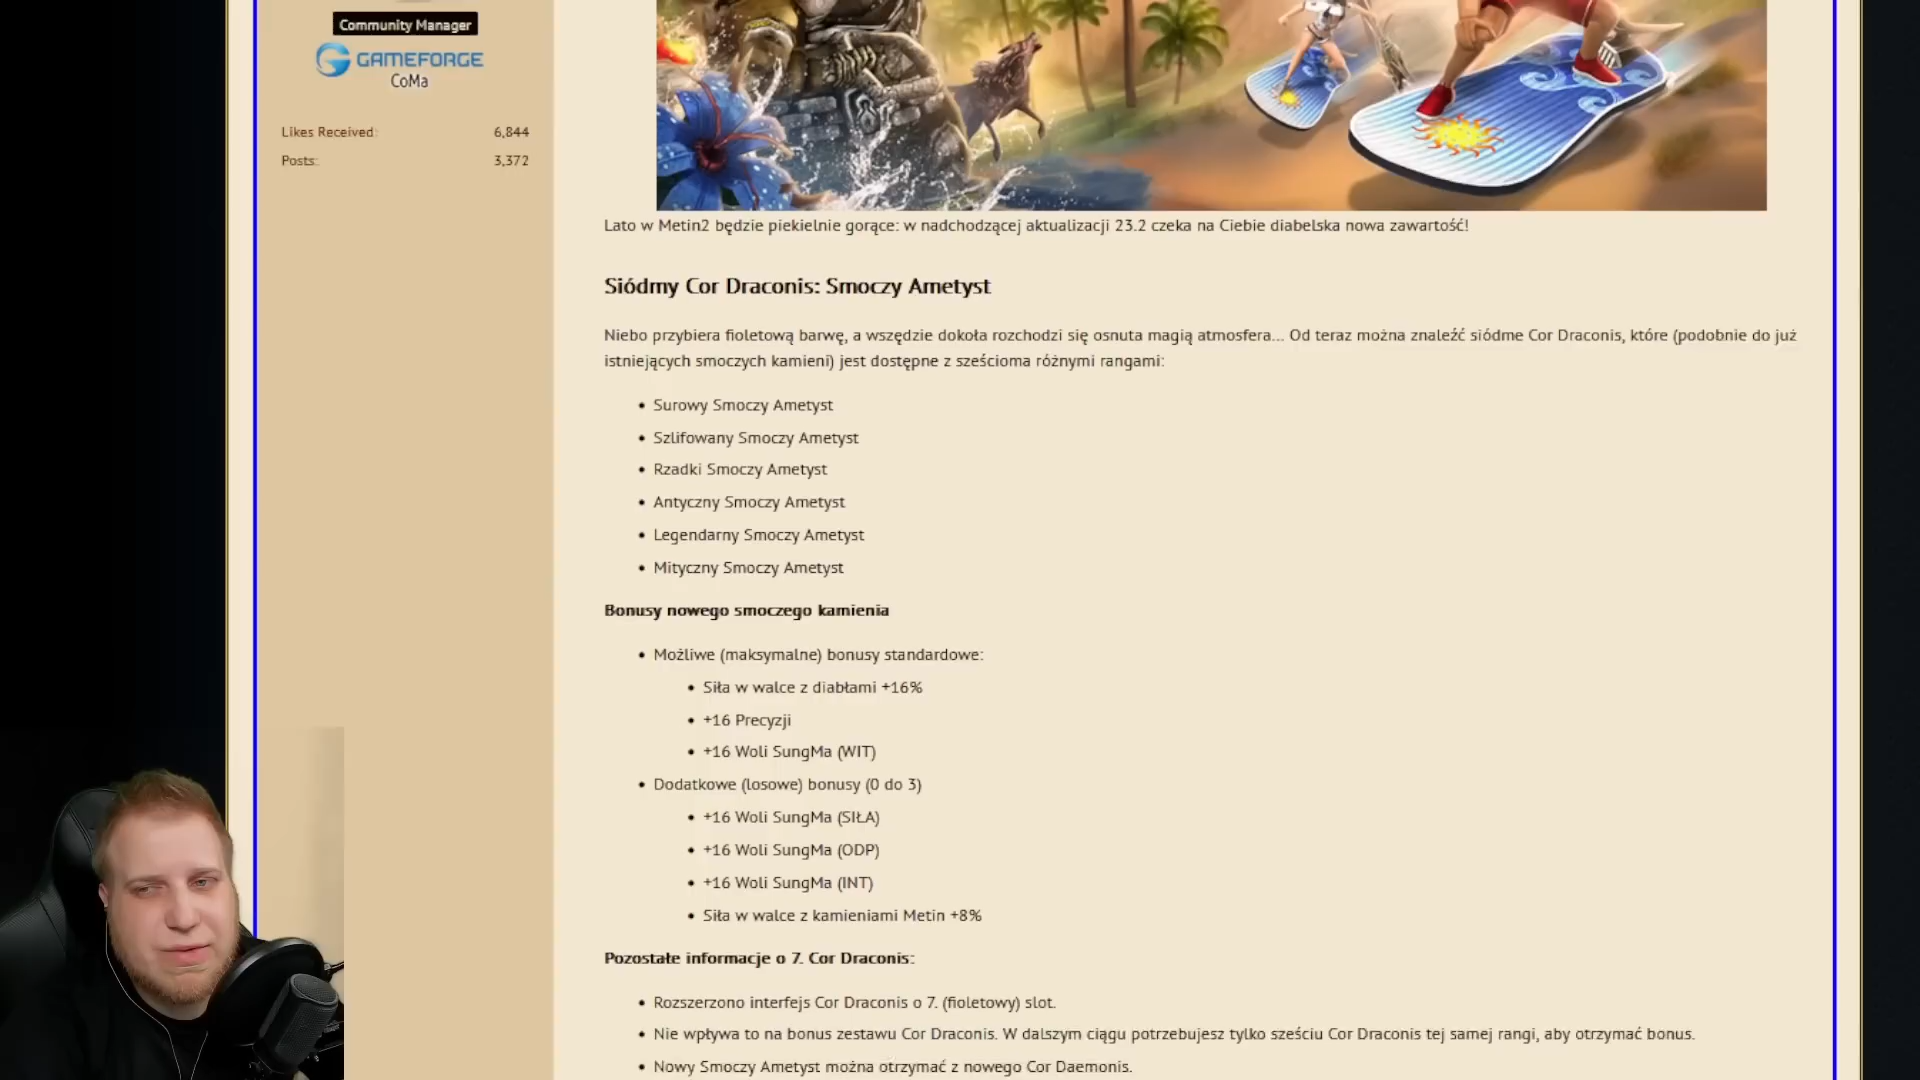 Community Manager
GAMEFORGE
CoMa
Likes Received: 6,844
Posts: 3,372
Lato w Metin2 będzie piekielnie gorące: w nadchodzącej aktualizacji 23.2 czeka na Ciebie diabelska nowa zawartość!
Siódmy Cor Draconis: Smoczy Ametyst
Niebo przybiera fioletową barwę, a wszędzie dokoła rozchodzi się osnuta magią atmosfera... Od teraz można znaleźć siódme Cor Draconis, które (podobnie do już
istniejących smoczych kamieni) jest dostępne z sześcioma różnymi rangami:
• Surowy Smoczy Ametyst
• Szlifowany Smoczy Ametyst
• Rzadki Smoczy Ametyst
• Antyczny Smoczy Ametyst
• Legendarny Smoczy Ametyst
• Mityczny Smoczy Ametyst
Bonusy nowego smoczego kamienia
• Możliwe (maksymalne) bonusy standardowe:
• Siła w walce z diabłami +16%
• +16 Precyzji
• +16 Woli SungMa (WIT)
• Dodatkowe (losowe) bonusy (0 do 3)
• +16 Woli SungMa (SIŁA)
• +16 Woli SungMa (ODP)
• +16 Woli SungMa (INT)
• Siła w walce z kamieniami Metin +8%
Pozostałe informacje o 7. Cor Draconis:
• Rozszerzono interfejs Cor Draconis o 7. (fioletowy) slot.
• Nie wpływa to na bonus zestawu Cor Draconis. W dalszym ciągu potrzebujesz tylko sześciu Cor Draconis tej samej rangi, aby otrzymać bonus.
• Nowy Smoczy Ametyst można otrzymać z nowego Cor Daemonis.